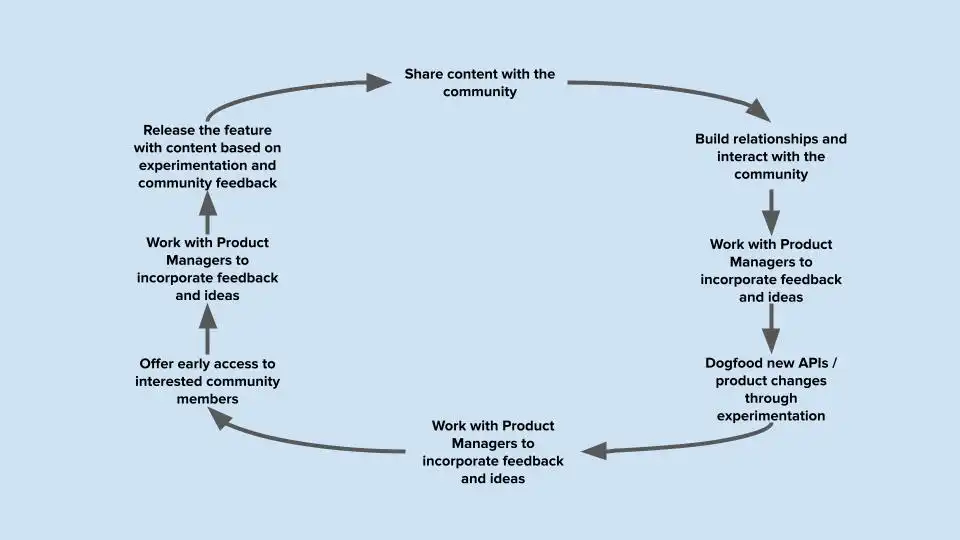 Share content with the
community
Build relationships and
interact with the
community
Work with Product
Managers to
incorporate feedback
and ideas
Dogfood new APIs /
product changes
through
experimentation
Work with Product
Managers to
incorporate feedback
and ideas
Offer early access to
interested community
members
Work with Product
Managers to
incorporate feedback
and ideas
Release the feature
with content based on
experimentation and
community feedback